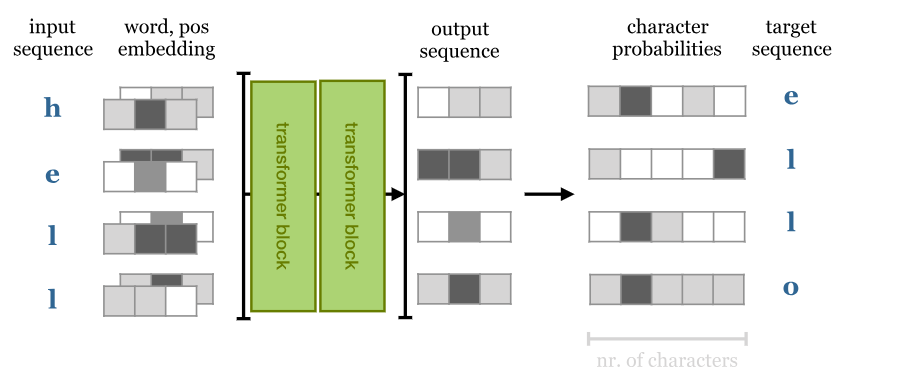 input
sequence
word, pos
embedding
output
sequence
character
probabilities
target
sequence
h
e
l
l
transformer block
transformer block
e
l
l
o
nr. of characters